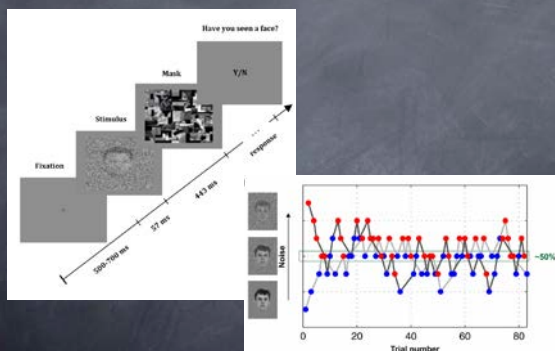 Have you seen a face?
Mask
Y/N
Stimulus
Fixation
...
response
443 ms
57 ms
500-700 ms
Noise
~50%
0
20
40
60
80
Trial number